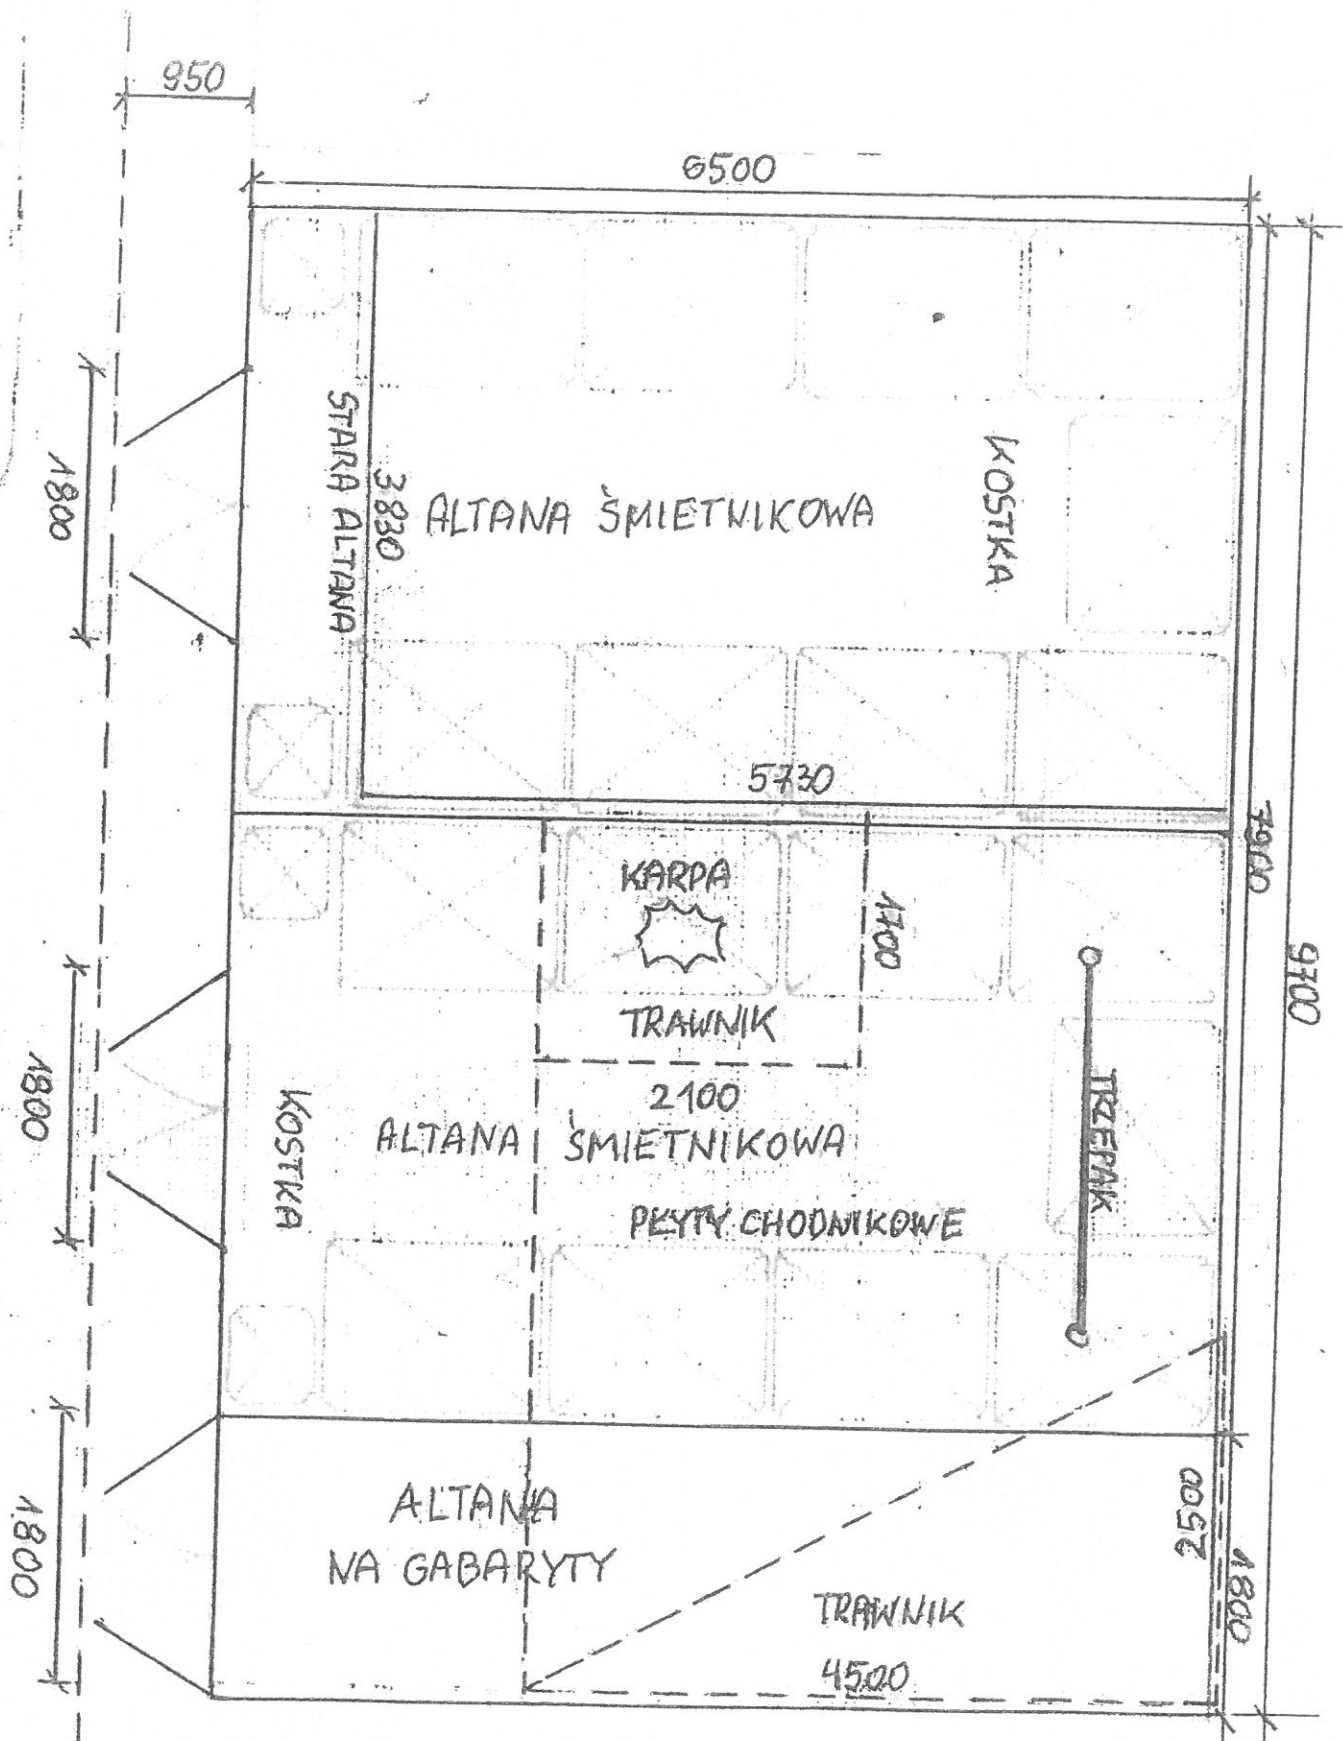 950
6500
STARA ALTANA
3830
ALTANA ŚMIETNIKOWA
KOSTKA
1800
5730
7900
9700
KARPA
1700
TRAWNIK
2100
TRZEPAK
1800
KOSTKA
ALTANA ŚMIETNIKOWA
PŁYTY CHODNIKOWE
2500
1800
ALTANA
NA GABARYTY
TRAWNIK
4500
1800